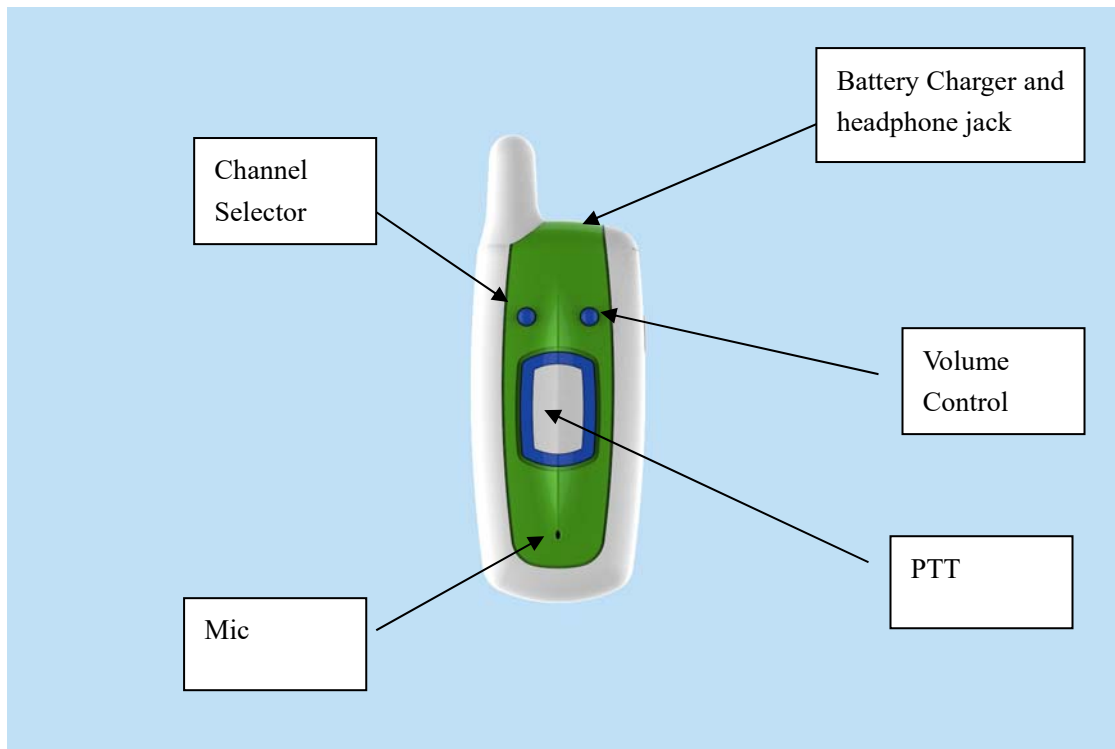 Battery Charger and
headphone jack
Channel
Selector
Volume
Control
PTT
Mic